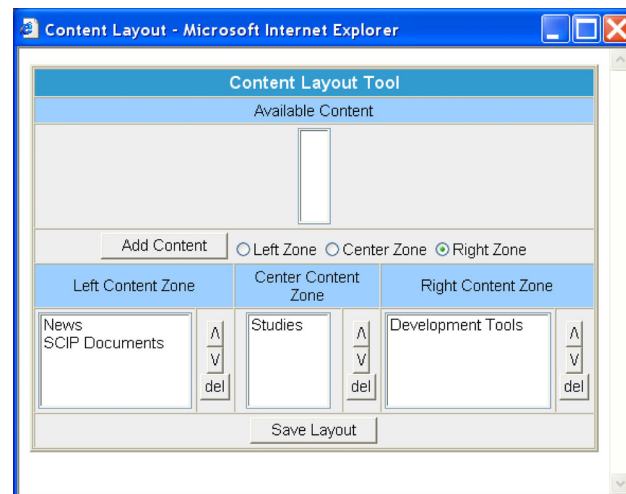 Content Layout - Microsoft Internet Explorer
Content Layout Tool
Available Content
Add Content Left Zone Center Zone Right Zone
Left Content Zone
Center Content
Zone
Right Content Zone
News
SCIP Documents
Λ
V
del
Studies
Λ
V
del
Development Tools
Λ
V
del
Save Layout